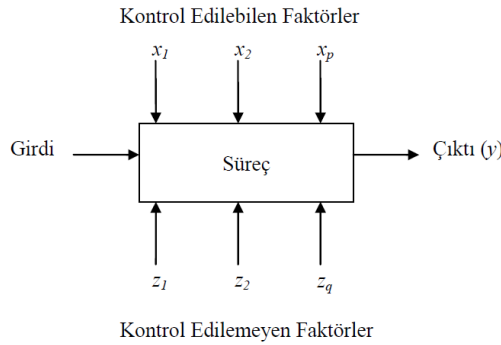 Kontrol Edilebilen Faktörler
x1 x2 xp
Girdi
Süreç
Çıktı (y)
z1 z2 zq
Kontrol Edilemeyen Faktörler